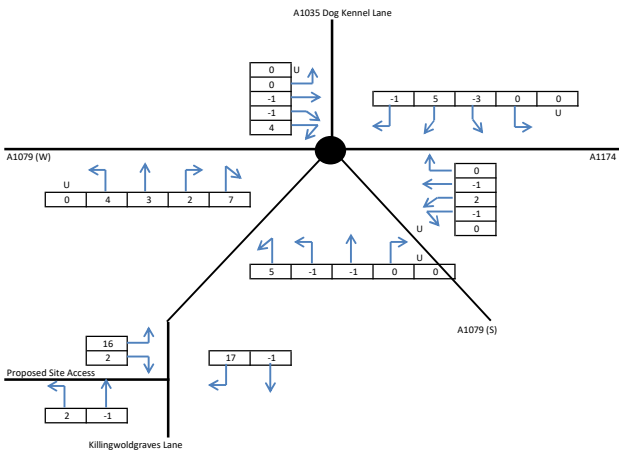 A1035 Dog Kennel Lane
0 U
0
-1
-1
4
-1 5 -3 0 0
U
A1079 (W)
A1174
U
0 4 3 2 7
0
-1
2
-1
U 0
U
5 -1 -1 0 0
A1079 (S)
16
2
17 -1
Proposed Site Access
2 -1
Killingwoldgraves Lane